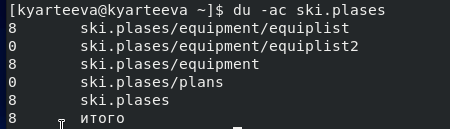 [kyarteeva@kyarteeva ~]$ du -ac ski.plases
8 ski.plases/equipment/equiplist
0 ski.plases/equipment/equiplist2
8 ski.plases/equipment
0 ski.plases/plans
8 ski.plases
8 итого